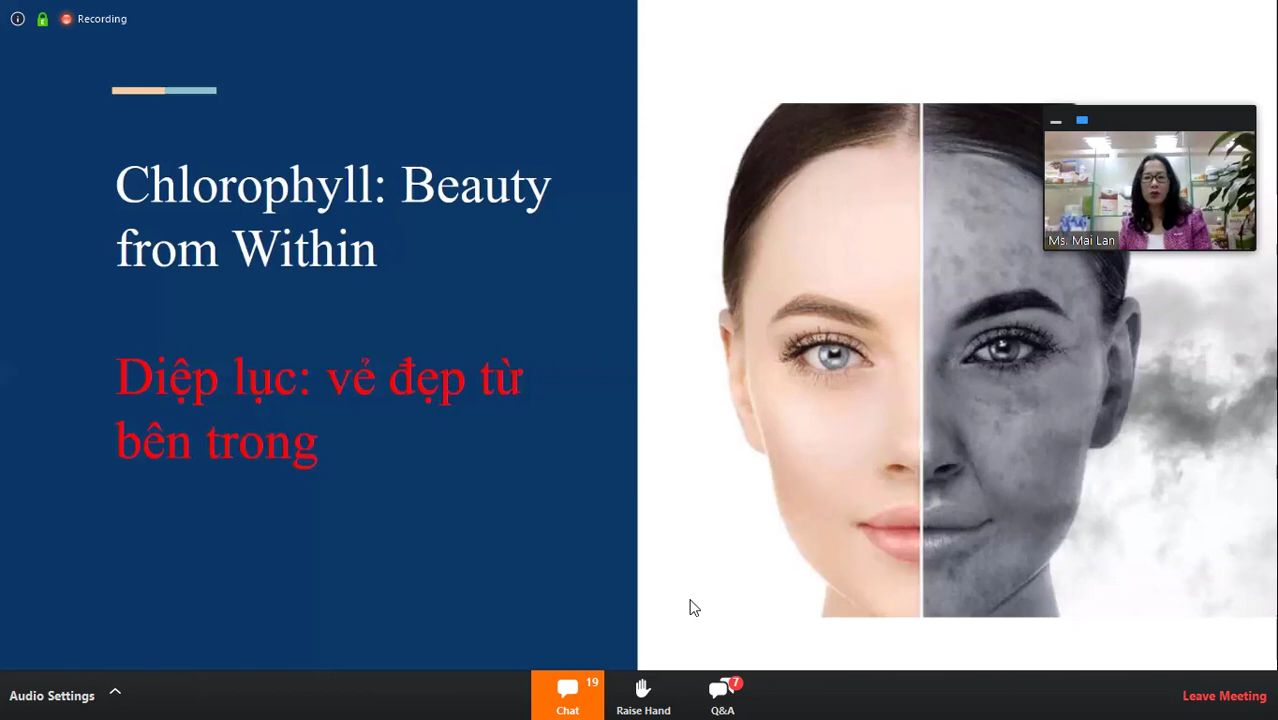 Recording
Chlorophyll: Beauty
from Within
Diệp lục: vẻ đẹp từ
bên trong
Ms. Mai Lan
Audio Settings
19
Chat
Raise Hand
7
Q&A
Leave Meeting